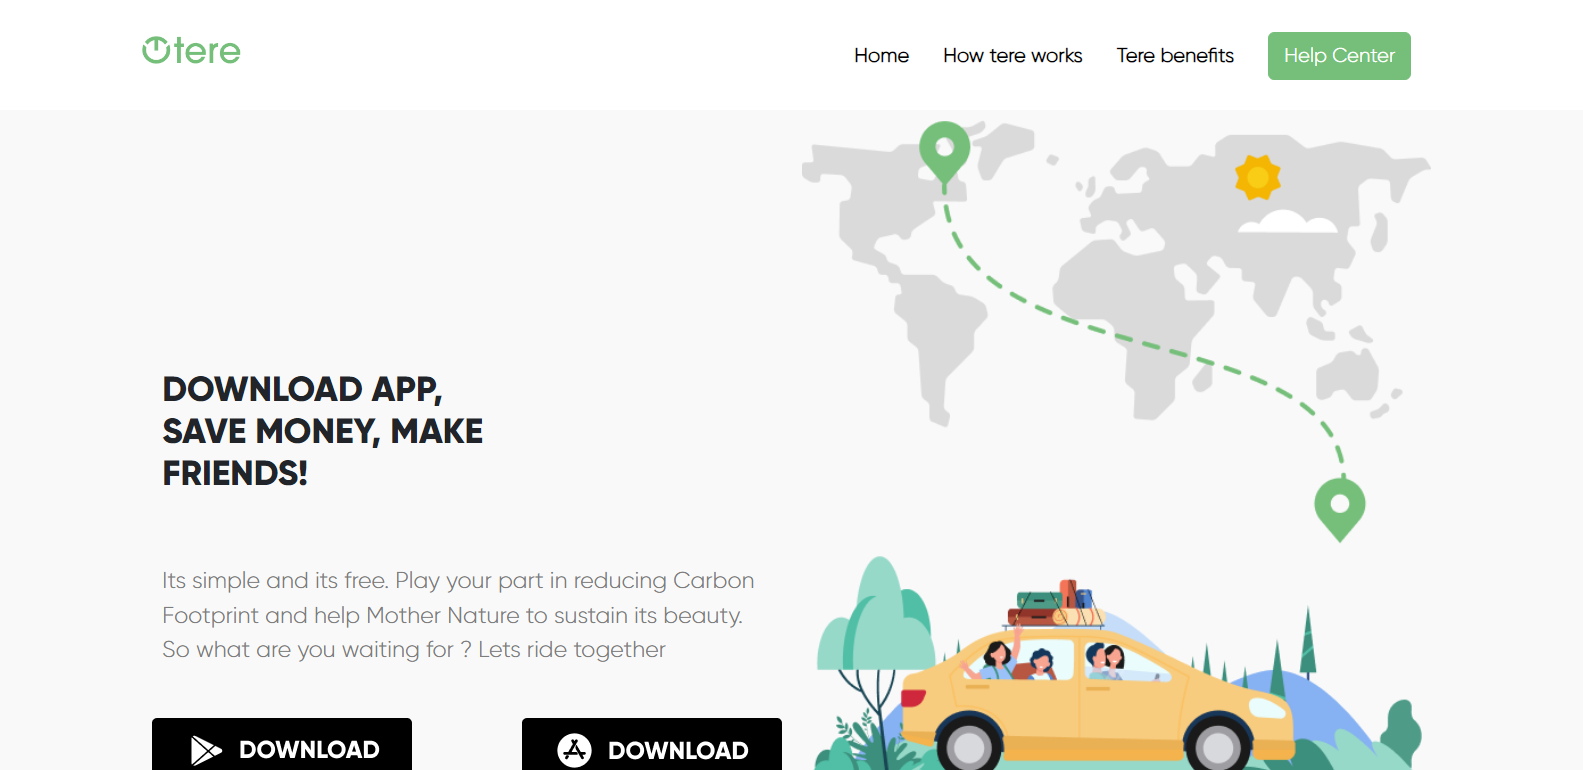 tere
Home
How tere works
Tere benefits
Help Center
DOWNLOAD APP,
SAVE MONEY, MAKE
FRIENDS!
Its simple and its free. Play your part in reducing Carbon
Footprint and help Mother Nature to sustain its beauty.
So what are you waiting for ? Lets ride together
DOWNLOAD
DOWNLOAD